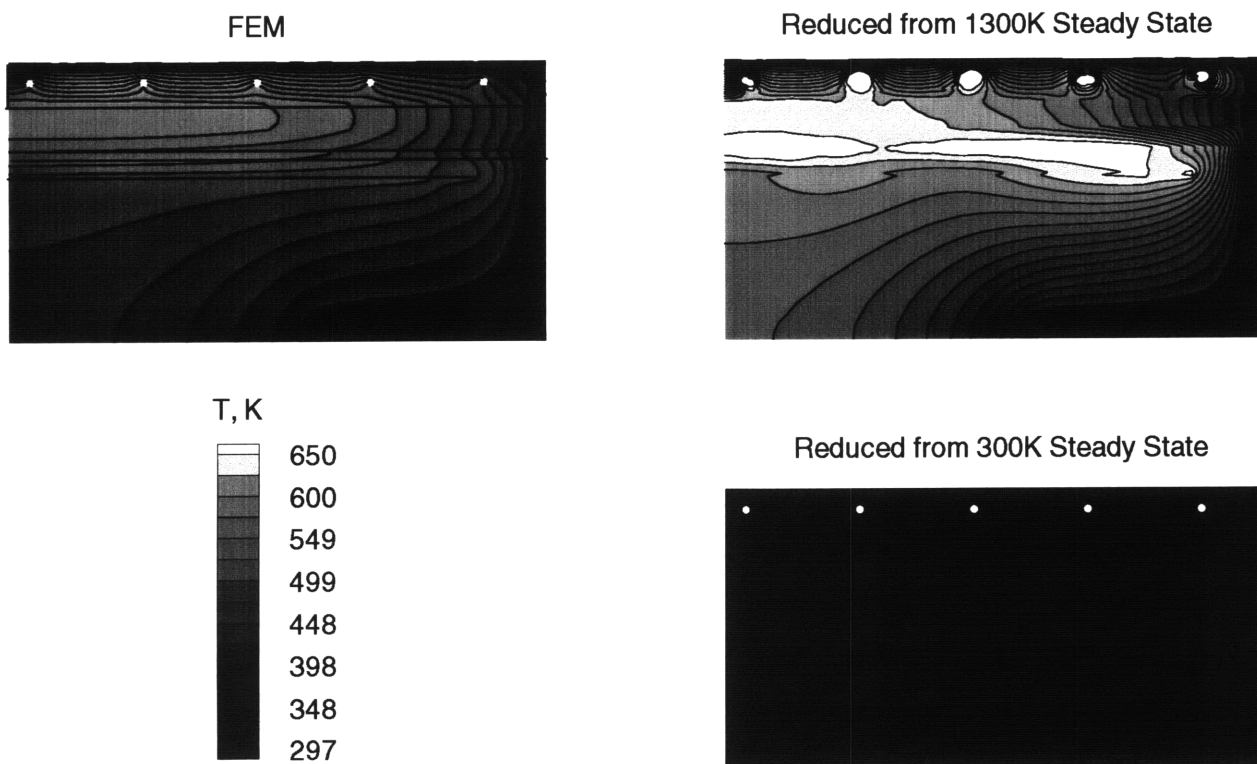 FEM
Reduced from 1300K Steady State
T, K
650
600
549
499
448
398
348
297
Reduced from 300K Steady State